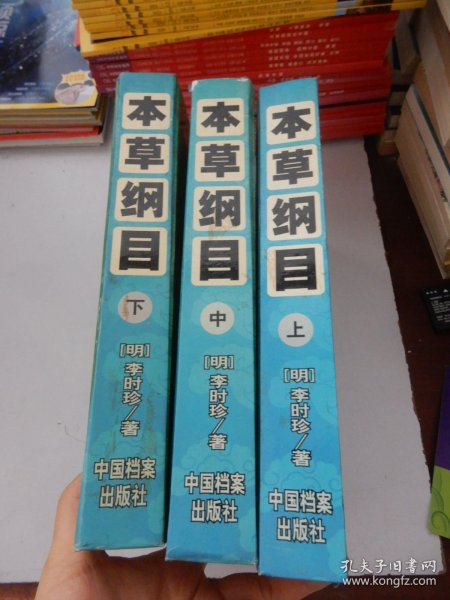 本草纲目
下
[明]李时珍/著
中国档案
出版社
本草纲目
中
[明]李时珍/著
中国档案
出版社
本草纲目
上
[明]李时珍/著
中国档案
出版社
孔夫子旧书网
www.kongfz.com